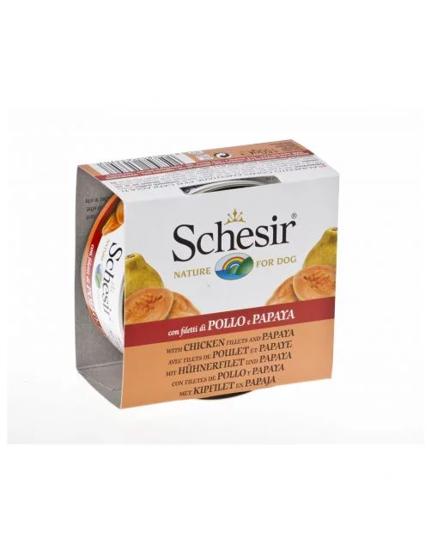 Schesir®
NATURE FOR DOG
con filetti di POLLO e PAPAYA
WITH CHICKEN FILLETS AND PAPAYA
AVEC FILETS DE POULET ET PAPAYE
MIT HÜHNERFILET UND PAPAYA
CON FILETES DE POLLO Y PAPAYA
MET KIPFILET EN PAPAJA
Schesir